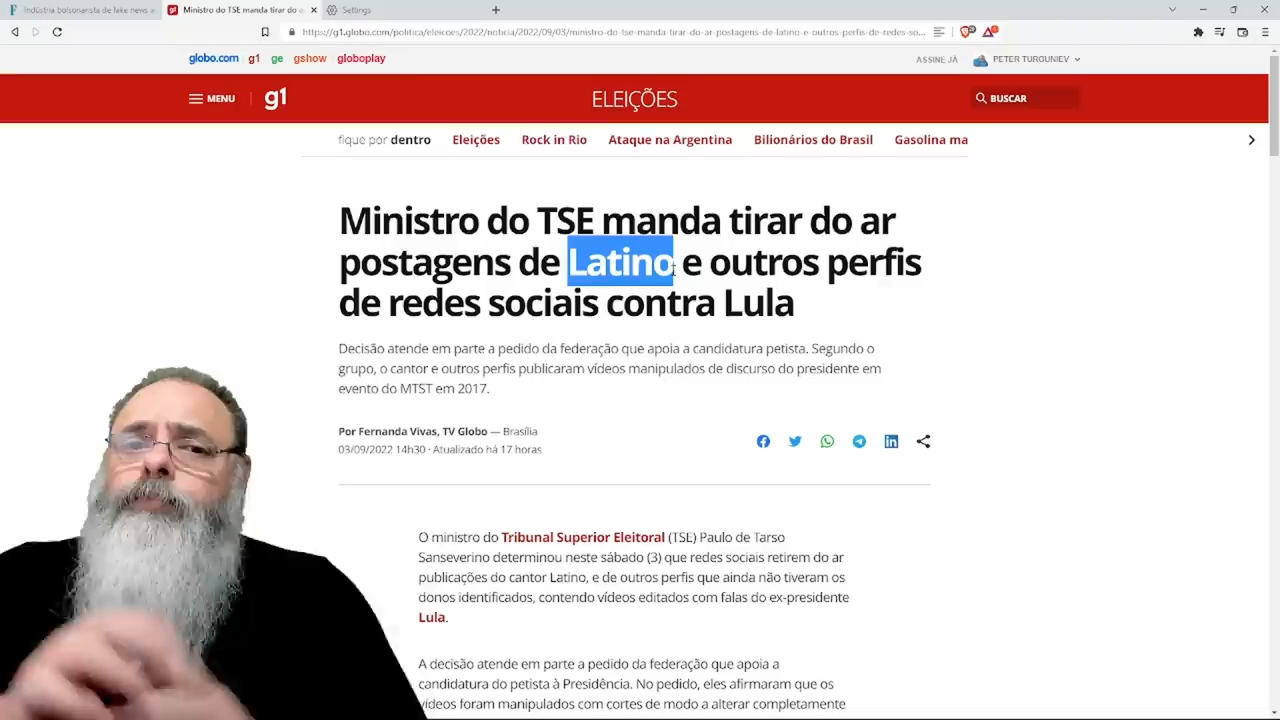 Indústria bolsonarista de fake news a
Ministro do TSE manda tirar do a
Settings
https://g1.globo.com/politica/eleicoes/2022/noticia/2022/09/03/ministro-do-tse-manda-tirar-do-ar-postagens-de-latino-e-outros-perfis-de-redes-so...
globo.com g1 ge gshow globoplay
ASSINE JÁ PETER TURGUNIEV
MENU g1 ELEIÇÕES BUSCAR
fique por dentro Eleições Rock in Rio Ataque na Argentina Bilionários do Brasil Gasolina ma
Ministro do TSE manda tirar do ar
postagens de Latino e outros perfis
de redes sociais contra Lula
Decisão atende em parte a pedido da federação que apoia a candidatura petista. Segundo o
grupo, o cantor e outros perfis publicaram vídeos manipulados de discurso do presidente em
evento do MTST em 2017.
Por Fernanda Vivas, TV Globo — Brasília
03/09/2022 14h30 · Atualizado há 17 horas
O ministro do Tribunal Superior Eleitoral (TSE) Paulo de Tarso
Sanseverino determinou neste sábado (3) que redes sociais retirem do ar
publicações do cantor Latino, e de outros perfis que ainda não tiveram os
donos identificados, contendo vídeos editados com falas do ex-presidente
Lula.
A decisão atende em parte a pedido da federação que apoia a
candidatura do petista à Presidência. No pedido, eles afirmaram que os
vídeos foram manipulados com cortes de modo a alterar completamente